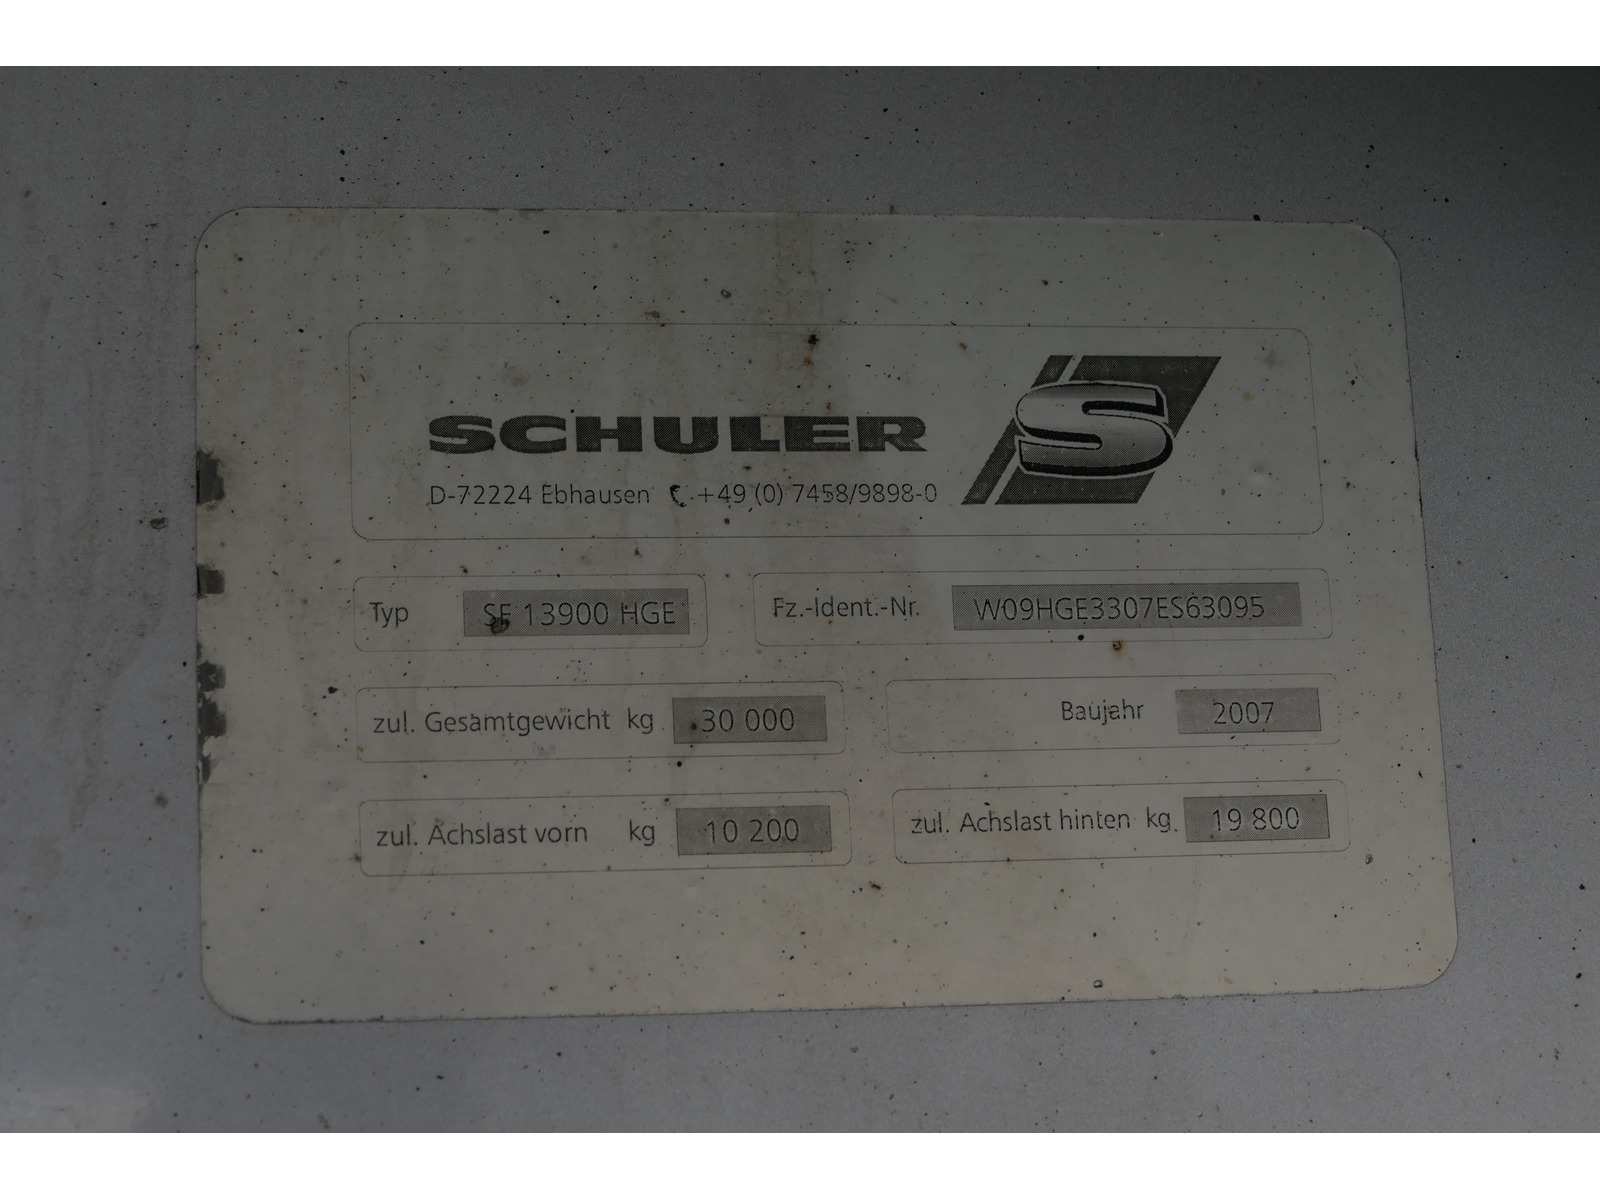 SCHULER
S
D-72224 Ebhausen +49 (0) 7458/9898-0
Typ SF 13900 HGE Fz.-Ident.-Nr. W09HGE3307ES63095
zul. Gesamtgewicht kg 30 000 Baujahr 2007
zul. Achslast vorn kg 10 200 zul. Achslast hinten kg 19 800